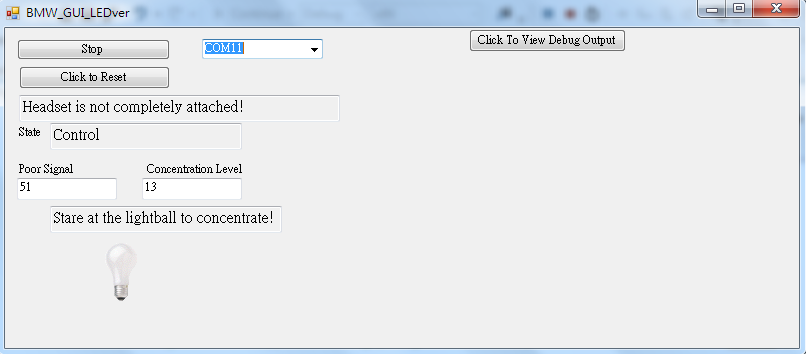 BMW_GUI_LEDver
Stop
COM11
Click To View Debug Output
Click to Reset
Headset is not completely attached!
State
Control
Poor Signal
Concentration Level
51
13
Stare at the lightball to concentrate!